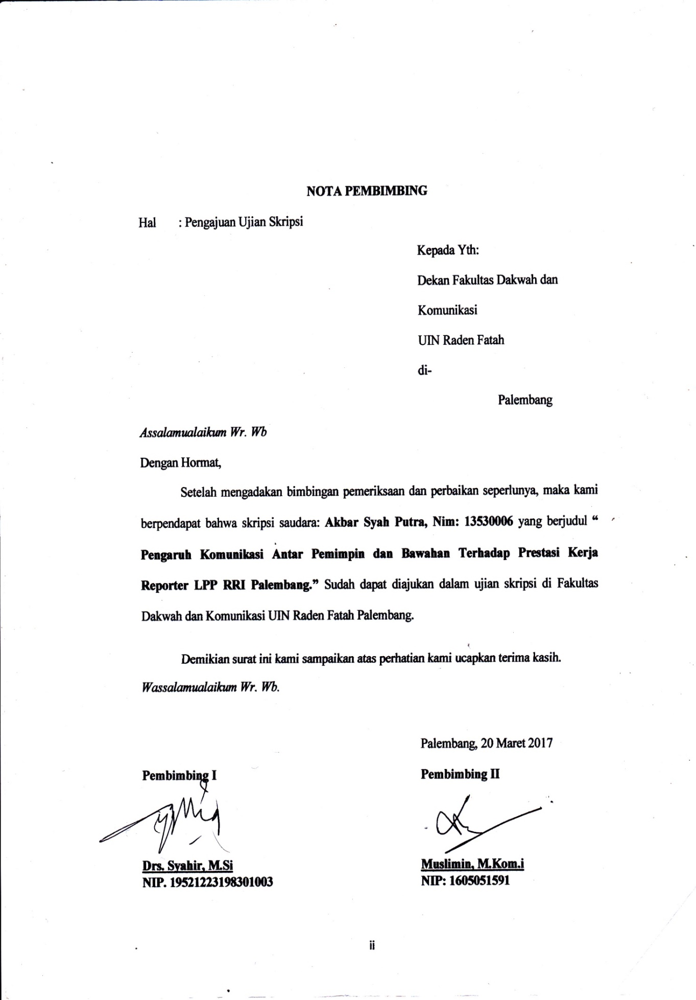 NOTA PEMBIMBING
Hal : Pengajuan Ujian Skripsi
Kepada Yth:
Dekan Fakultas Dakwah dan
Komunikasi
UIN Raden Fatah
di-
Palembang
Assalamualaikum Wr. Wb
Dengan Hormat,
Setelah mengadakan bimbingan pemeriksaan dan perbaikan seperlunya, maka kami
berpendapat bahwa skripsi saudara: Akbar Syah Putra, Nim: 13530006 yang berjudul “
Pengaruh Komunikasi Antar Pemimpin dan Bawahan Terhadap Prestasi Kerja
Reporter LPP RRI Palembang.” Sudah dapat diajukan dalam ujian skripsi di Fakultas
Dakwah dan Komunikasi UIN Raden Fatah Palembang.
Demikian surat ini kami sampaikan atas perhatian kami ucapkan terima kasih.
Wassalamualaikum Wr. Wb.
Palembang, 20 Maret 2017
Pembimbing I
Pembimbing II
Drs. Syahir, M.Si
NIP. 19521223198301003
Muslimin, M.Kom.i
NIP: 1605051591
ii